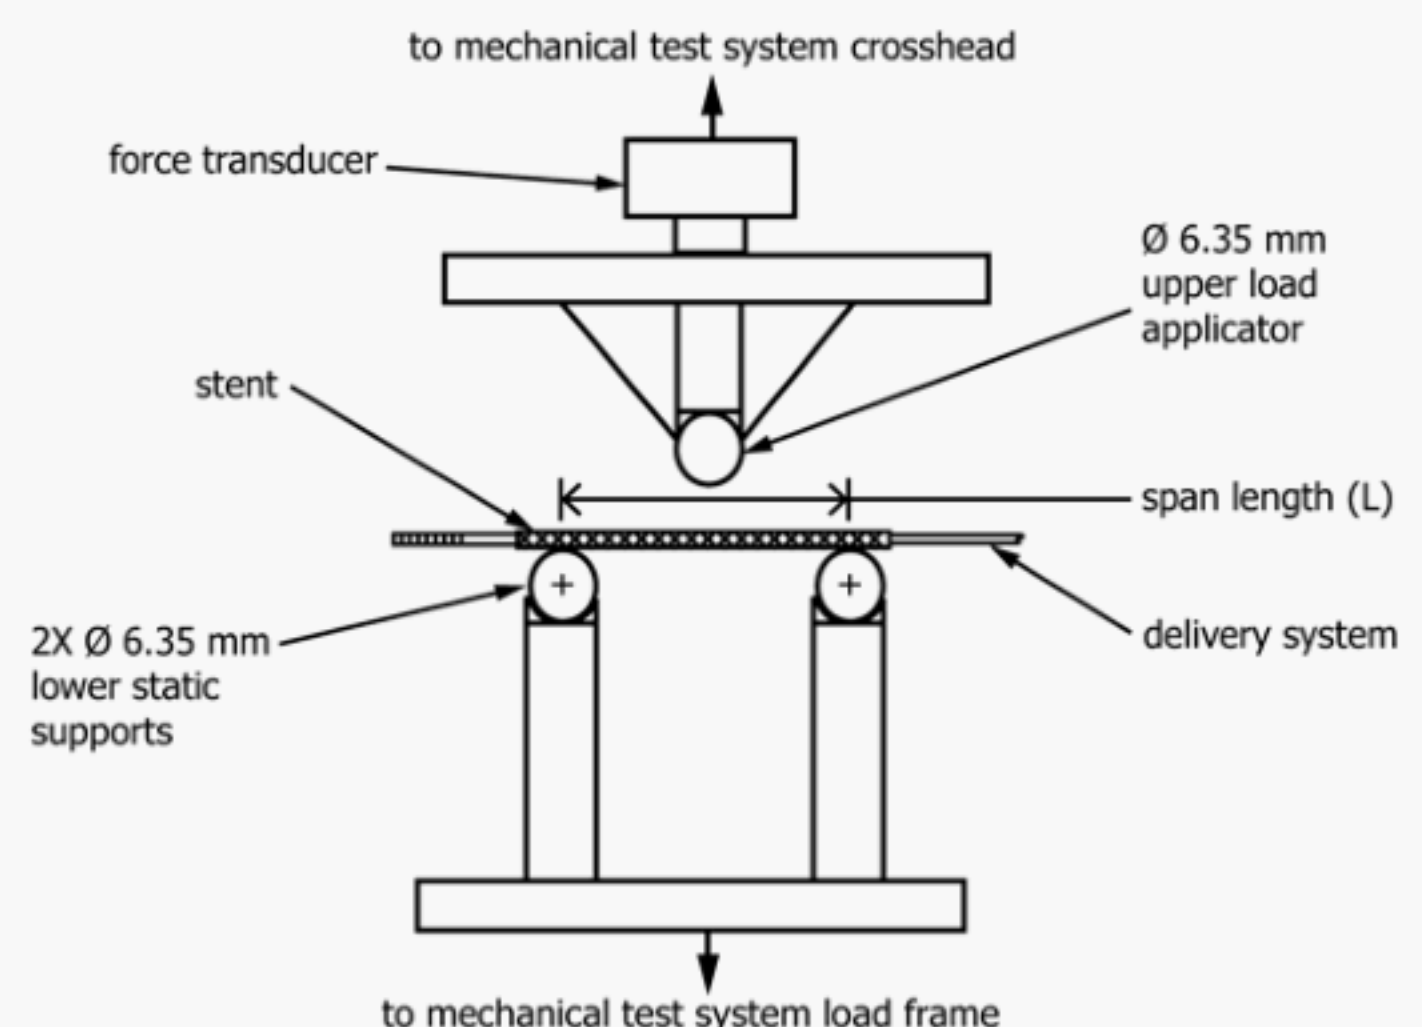 to mechanical test system crosshead
force transducer
Ø 6.35 mm
upper load
applicator
stent
span length (L)
2X Ø 6.35 mm
lower static
supports
delivery system
to mechanical test system load frame